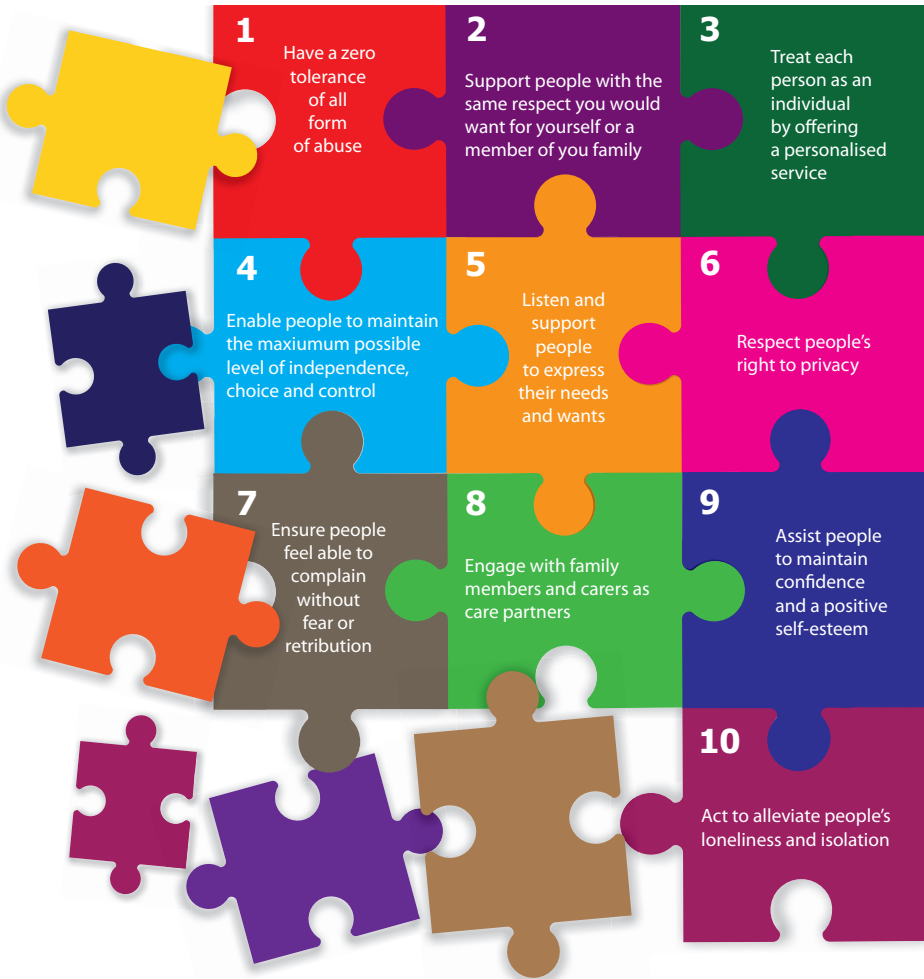 1
Have a zero
tolerance
of all
form
of abuse
2
Support people with the
same respect you would
want for yourself or a
member of you family
3
Treat each
person as an
individual
by offering
a personalised
service
4
Enable people to maintain
the maxiumum possible
level of independence,
choice and control
5
Listen and
support
people
to express
their needs
and wants
6
Respect people’s
right to privacy
7
Ensure people
feel able to
complain
without
fear or
retribution
8
Engage with family
members and carers as
care partners
9
Assist people
to maintain
confidence
and a positive
self-esteem
10
Act to alleviate people’s
loneliness and isolation